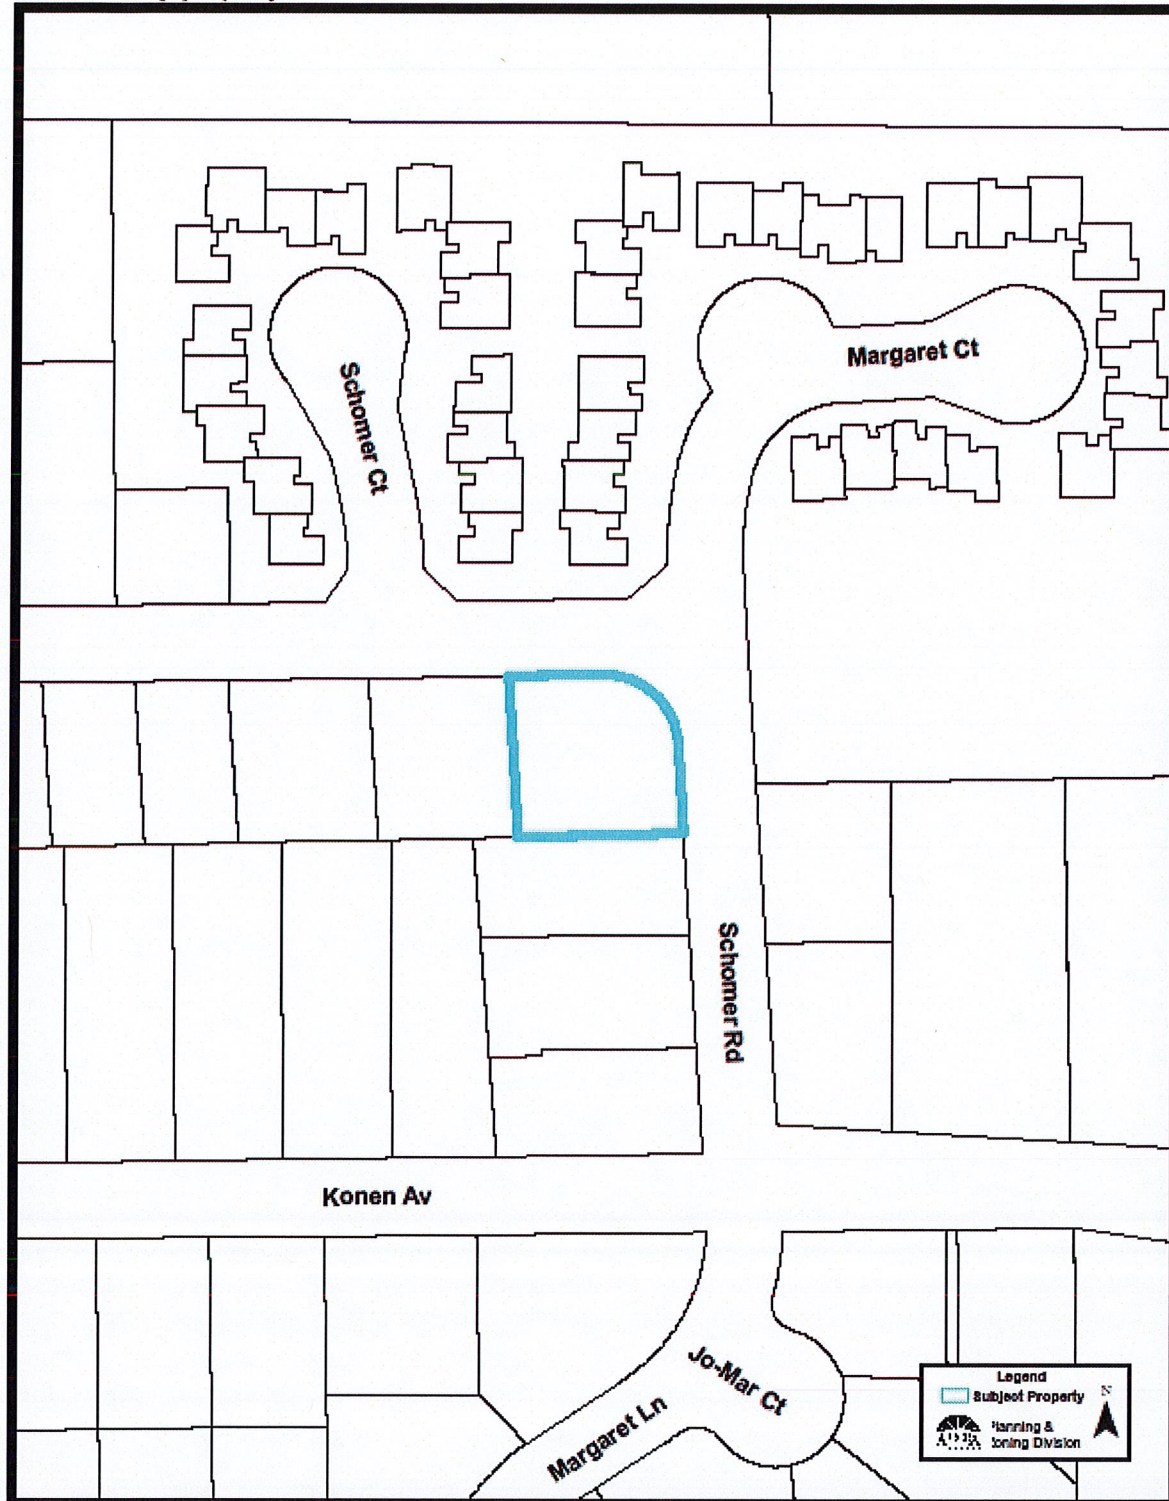 Margaret Ct
Schomer Ct
Schomer Rd
Konen Av
Jo-Mar Ct
Margaret Ln
Legend
Subject Property
N
Planning &
Zoning Division